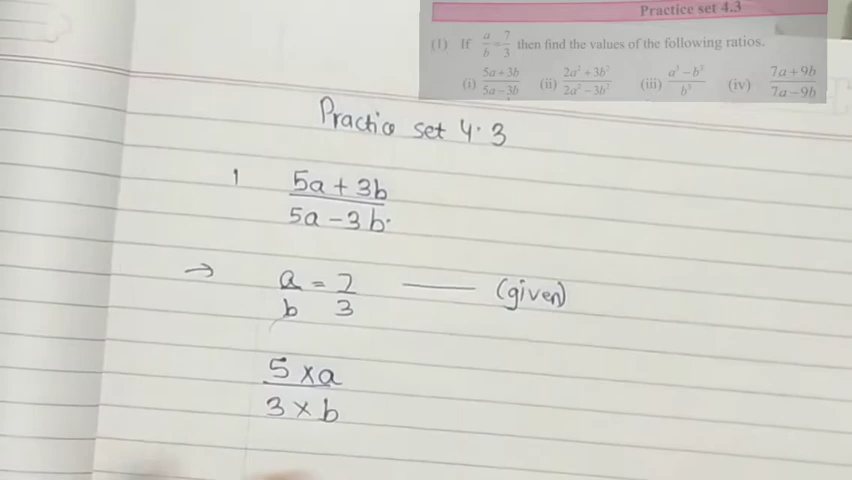 Practice set 4.3
(1) If a/b = 7/3 then find the values of the following ratios.
(i) 5a+3b/5a−3b (ii) 2a²+3b²/2a²−3b² (iii) a³−b³/b³ (iv) 7a+9b/7a−9b
Practice set 4.3
1 5a + 3b
5a − 3b.
→ a = 7 —— (given)
b 3
5 × a
3 × b